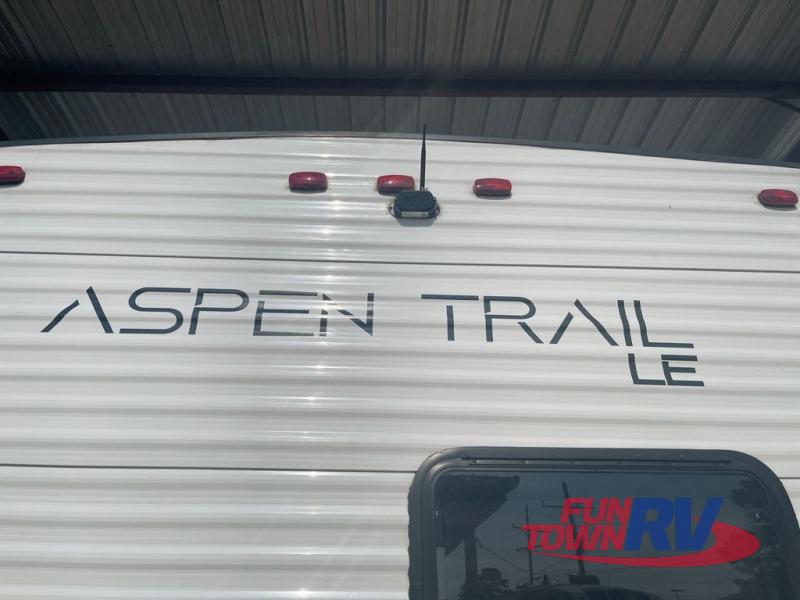 ASPEN TRAIL
LE
FUN
TOWN RV